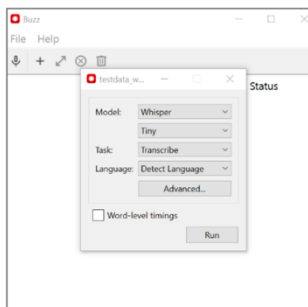 Buzz
File Help
testdata_w...
Status
Model: Whisper
Tiny
Task: Transcribe
Language: Detect Language
Advanced...
Word-level timings
Run